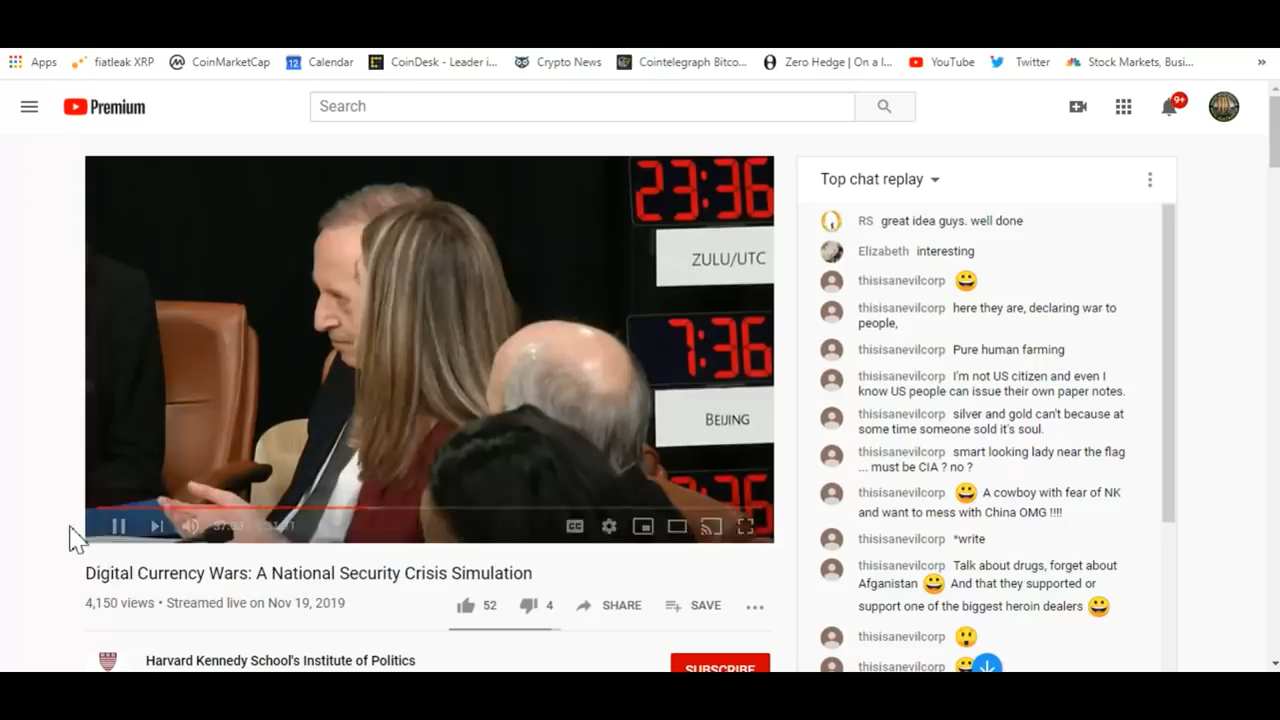 Apps fiatleak XRP CoinMarketCap 12 Calendar CoinDesk - Leader i... Crypto News Cointelegraph Bitco... Zero Hedge | On a l... YouTube Twitter Stock Markets, Busi... »
Premium Search 9+
23:36
ZULU/UTC
7:36
BEIJING
CC
Digital Currency Wars: A National Security Crisis Simulation
4,150 views • Streamed live on Nov 19, 2019
52 4 SHARE SAVE ...
Harvard Kennedy School's Institute of Politics
SUBSCRIBE
Top chat replay
RS great idea guys. well done
Elizabeth interesting
thisisanevilcorp 😀
thisisanevilcorp here they are, declaring war to
people,
thisisanevilcorp Pure human farming
thisisanevilcorp I'm not US citizen and even I
know US people can issue their own paper notes.
thisisanevilcorp silver and gold can't because at
some time someone sold it's soul.
thisisanevilcorp smart looking lady near the flag
... must be CIA ? no ?
thisisanevilcorp 😀 A cowboy with fear of NK
and want to mess with China OMG !!!!
thisisanevilcorp *write
thisisanevilcorp Talk about drugs, forget about
Afganistan 😀 And that they supported or
support one of the biggest heroin dealers 😀
thisisanevilcorp 😮
thisisanevilcorp